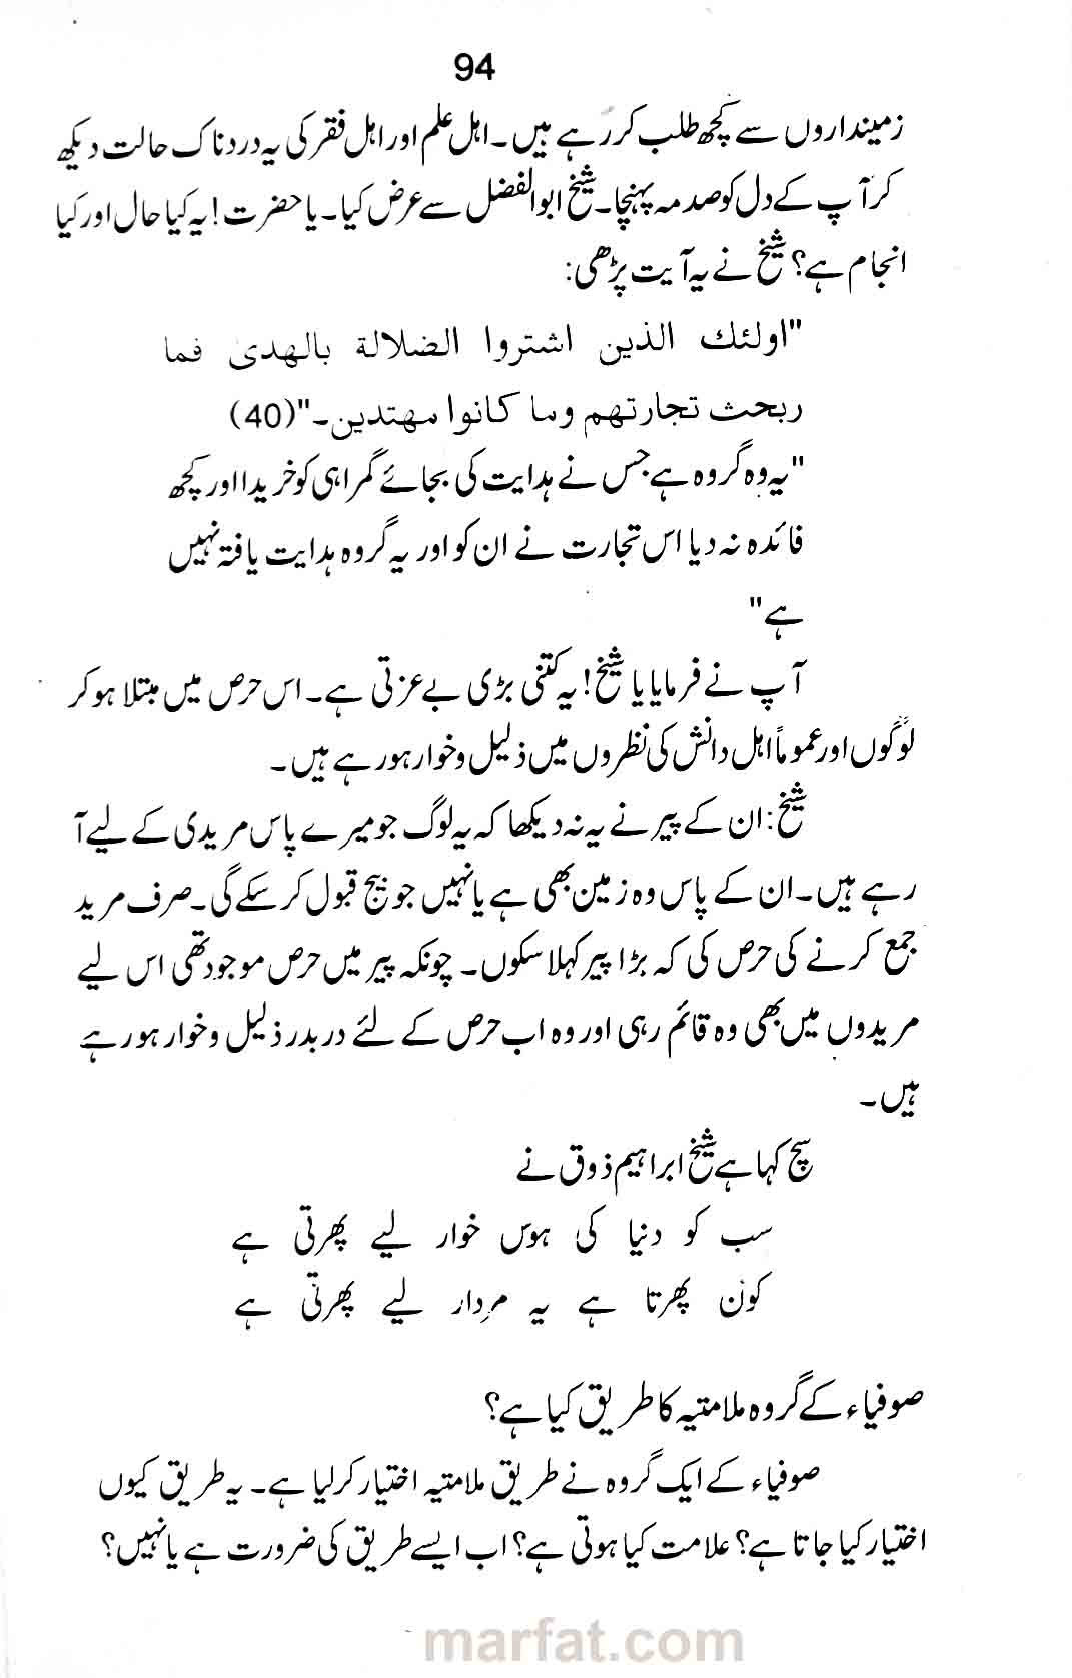 94
زمینداروں سے کچھ طلب کر رہے ہیں۔ اہل علم اور اہل فقر کی یہ دردناک حالت دیکھ
کر آپ کے دل کو صدمہ پہنچا۔ شیخ ابوالفضل سے عرض کیا۔ یا حضرت! یہ کیا حال اور کیا
انجام ہے؟ شیخ نے یہ آیت پڑھی:
"اولئك الذين اشتروا الضلالة بالهدى فما
ربحث تجارتهم وما كانوا مهتدين۔"(40)
"یہ وہ گروہ ہے جس نے ہدایت کی بجائے گمراہی کو خریدا اور کچھ
فائدہ نہ دیا اس تجارت نے ان کو اور یہ گروہ ہدایت یافتہ نہیں
ہے"
آپ نے فرمایا یا شیخ! یہ کتنی بڑی بے عزتی ہے۔ اس حرص میں مبتلا ہو کر
لوگوں اور عموماً اہل دانش کی نظروں میں ذلیل و خوار ہو رہے ہیں۔
شیخ: ان کے پیر نے یہ نہ دیکھا کہ یہ لوگ جو میرے پاس مریدی کے لیے آ
رہے ہیں۔ ان کے پاس وہ زمین بھی ہے یا نہیں جو بیج قبول کر سکے گی۔ صرف مرید
جمع کرنے کی حرص کی کہ بڑا پیر کہلا سکوں۔ چونکہ پیر میں حرص موجود تھی اس لیے
مریدوں میں بھی وہ قائم رہی اور وہ اب حرص کے لئے دربدر ذلیل و خوار ہو رہے
ہیں۔
سچ کہا ہے شیخ ابراہیم ذوق نے
سب کو دنیا کی ہوس خوار لیے پھرتی ہے
کون پھرتا ہے یہ مردار لیے پھرتی ہے
صوفیاء کے گروہ ملامتیہ کا طریق کیا ہے؟
صوفیاء کے ایک گروہ نے طریق ملامتیہ اختیار کر لیا ہے۔ یہ طریق کیوں
اختیار کیا جاتا ہے؟ علامت کیا ہوتی ہے؟ اب ایسے طریق کی ضرورت ہے یا نہیں؟
marfat.com